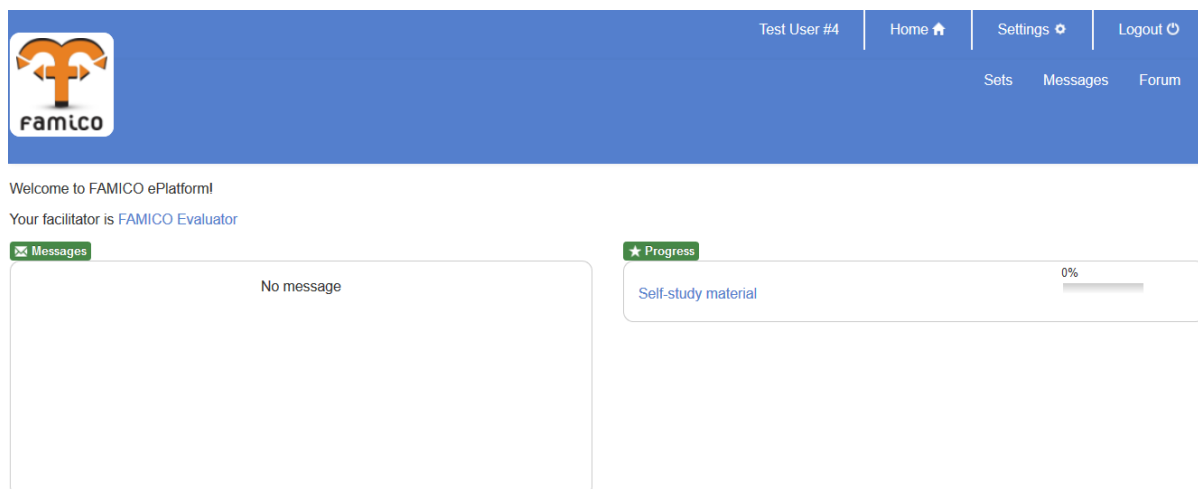 Test User #4 Home Settings Logout
Famico
Sets Messages Forum
Welcome to FAMICO ePlatform!
Your facilitator is FAMICO Evaluator
Messages
No message
Progress
0%
Self-study material